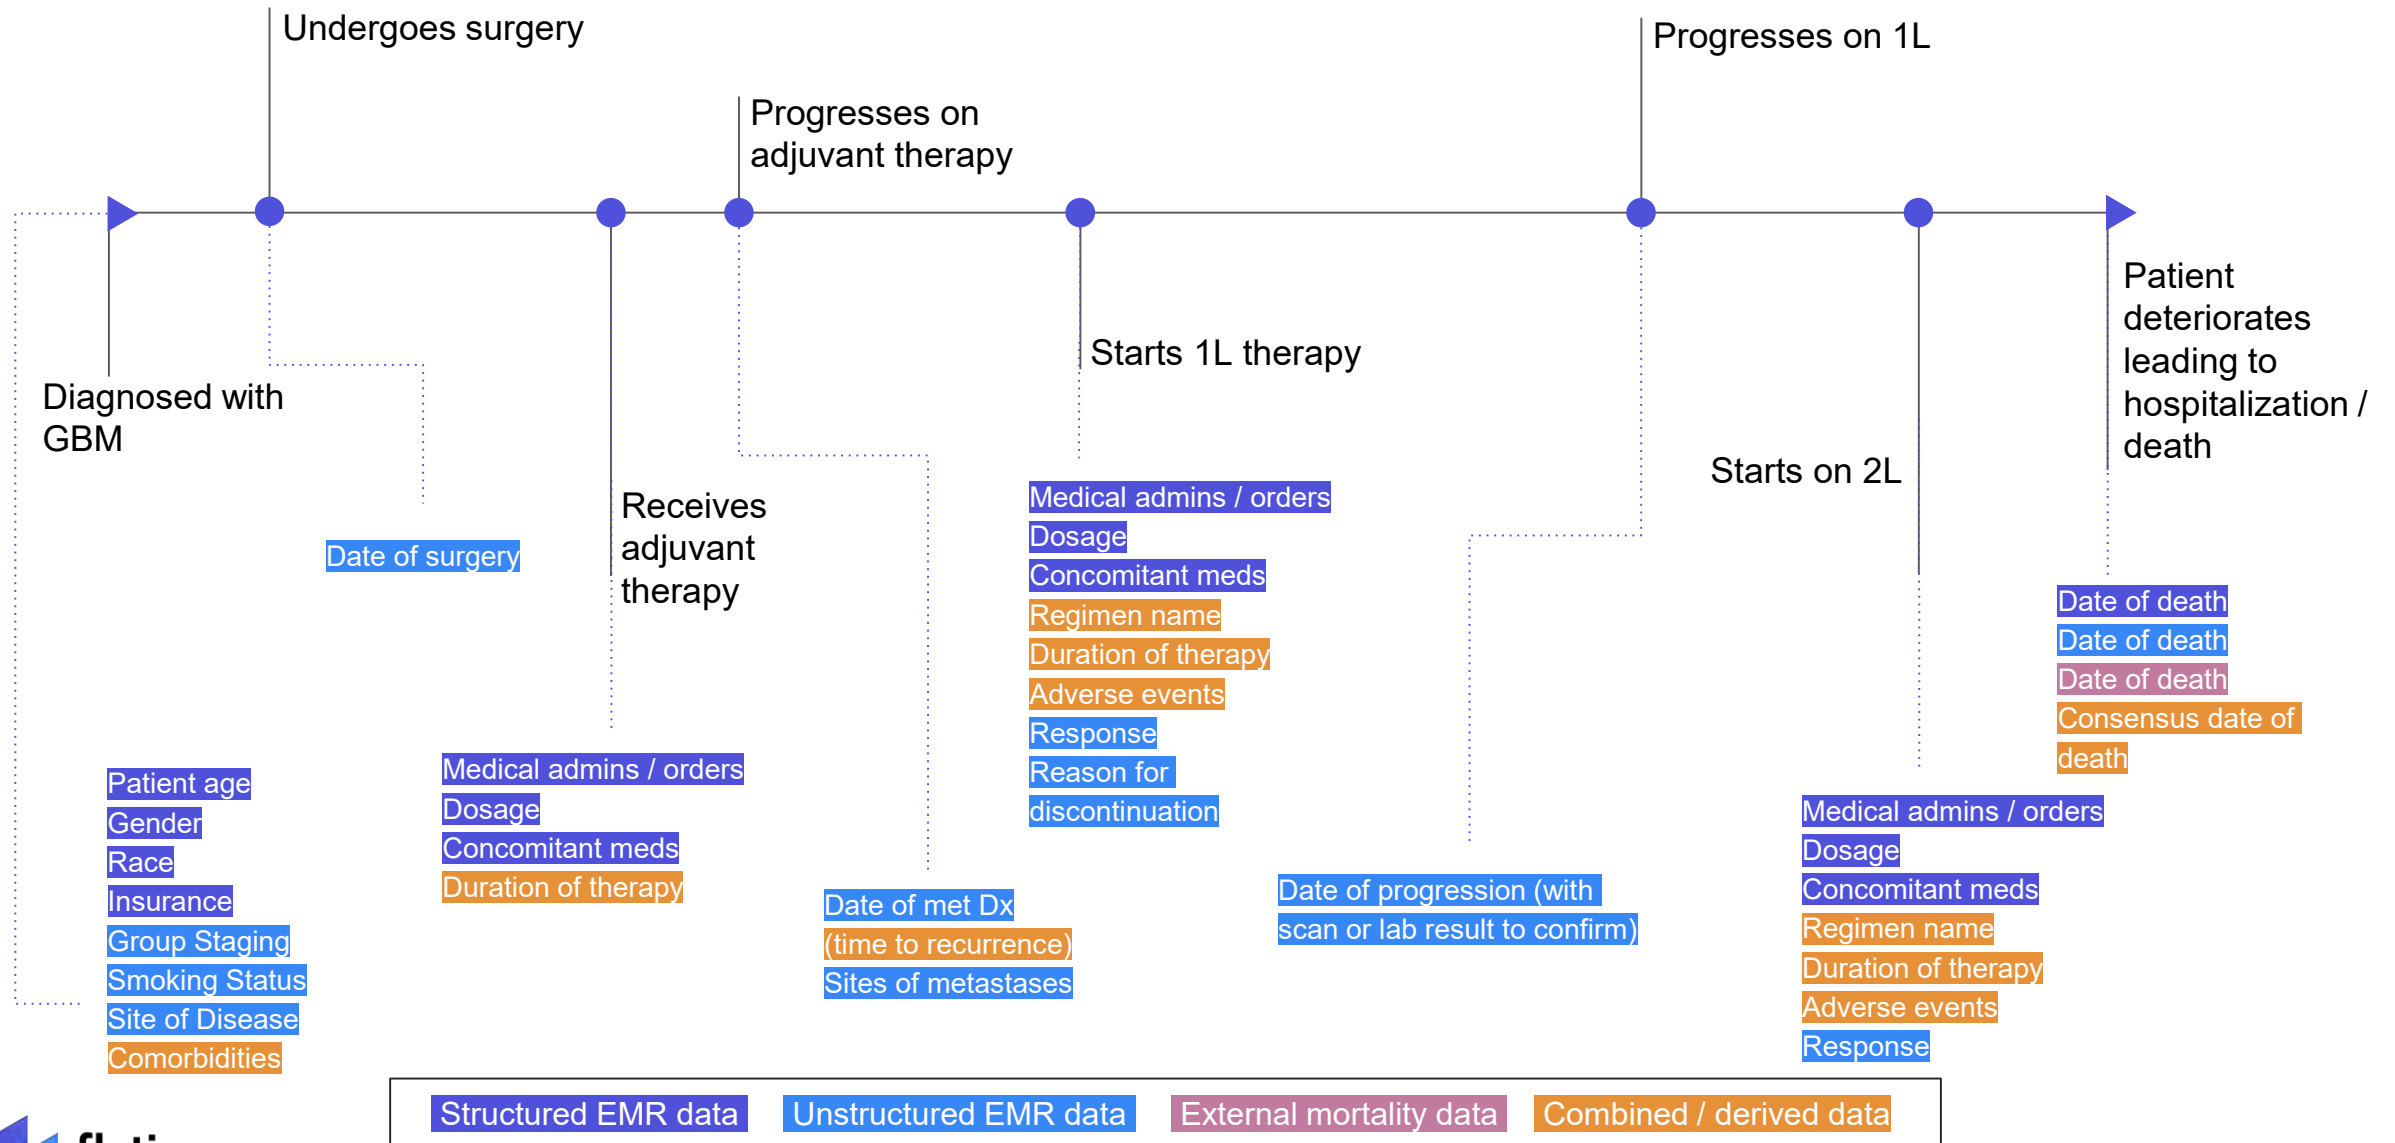 Undergoes surgery
Progresses on 1L
Progresses on
adjuvant therapy
Diagnosed with
GBM
Receives
adjuvant
therapy
Starts 1L therapy
Starts on 2L
Patient
deteriorates
leading to
hospitalization /
death
Date of surgery
Patient age
Gender
Race
Insurance
Group Staging
Smoking Status
Site of Disease
Comorbidities
Medical admins / orders
Dosage
Concomitant meds
Duration of therapy
Date of met Dx
(time to recurrence)
Sites of metastases
Medical admins / orders
Dosage
Concomitant meds
Regimen name
Duration of therapy
Adverse events
Response
Reason for
discontinuation
Date of progression (with
scan or lab result to confirm)
Medical admins / orders
Dosage
Concomitant meds
Regimen name
Duration of therapy
Adverse events
Response
Date of death
Date of death
Date of death
Consensus date of
death
Structured EMR data
Unstructured EMR data
External mortality data
Combined / derived data